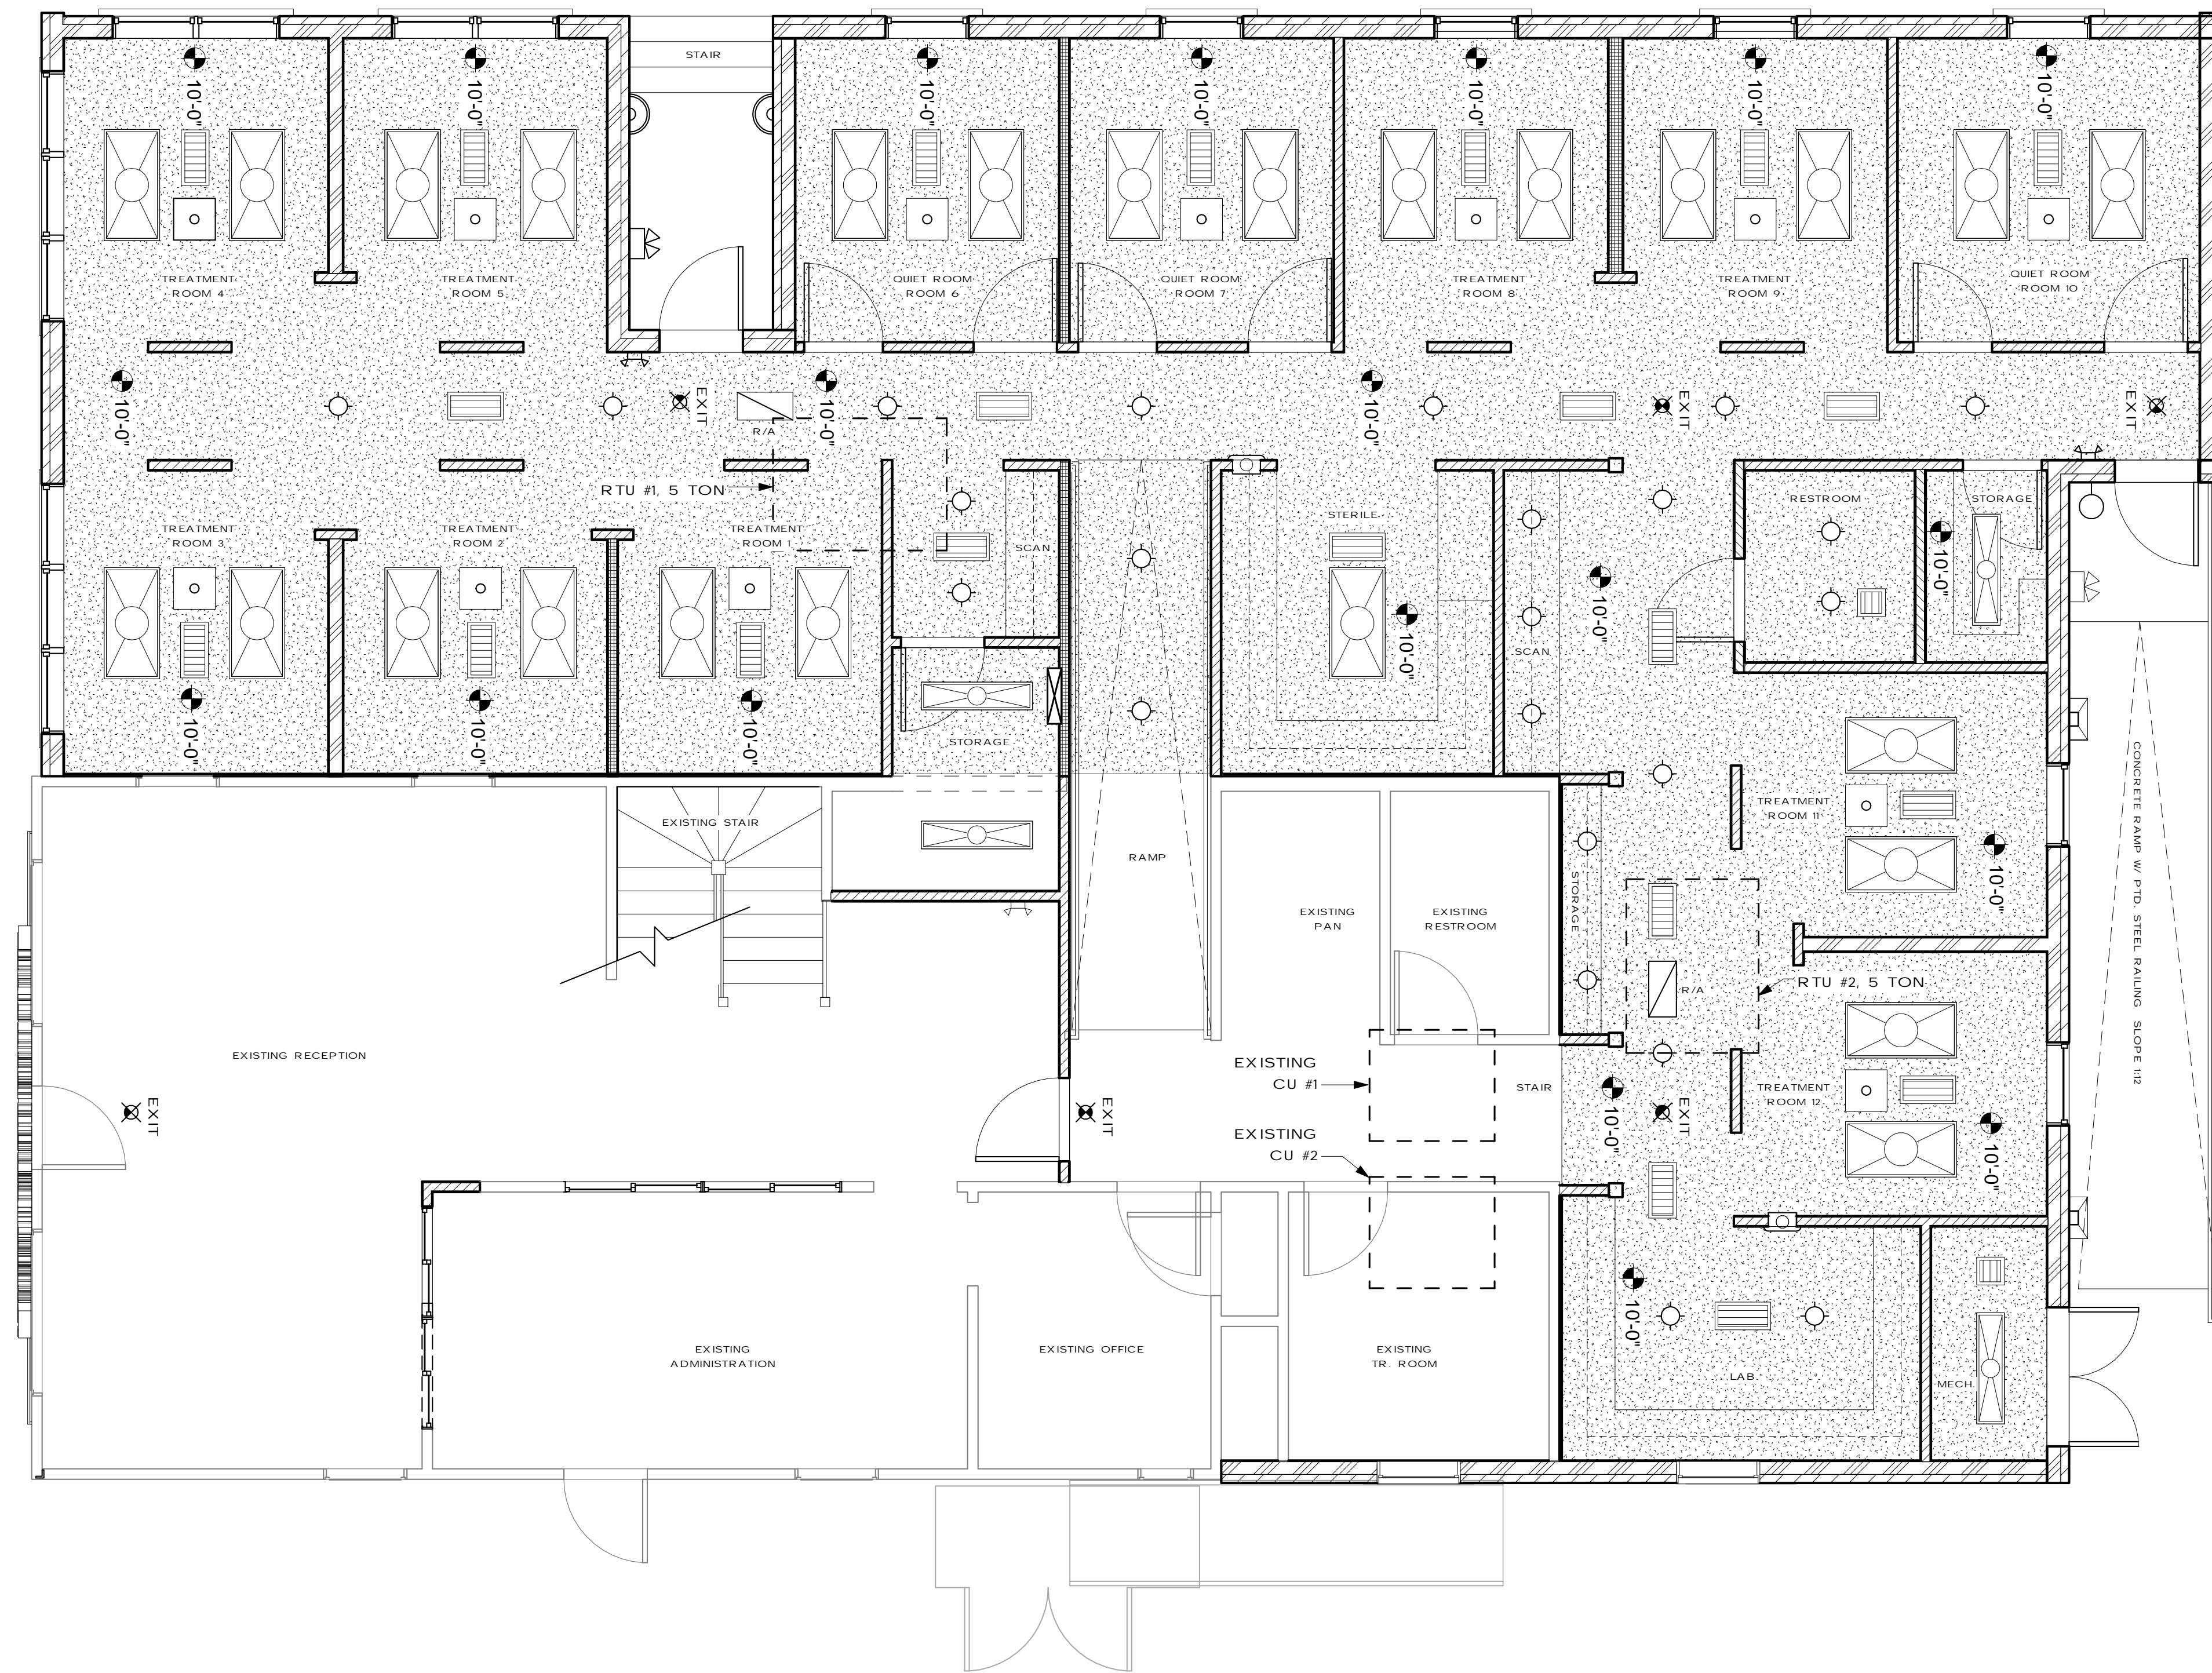 STAIR
10'-0"
10'-0"
10'-0"
10'-0"
10'-0"
10'-0"
10'-0"
TREATMENT
ROOM 4
TREATMENT
ROOM 5
QUIET ROOM
ROOM 6
QUIET ROOM
ROOM 7
TREATMENT
ROOM 8
TREATMENT
ROOM 9
QUIET ROOM
ROOM 10
10'-0"
EXIT
R/A
10'-0"
10'-0"
EXIT
EXIT
RTU #1, 5 TON
TREATMENT
ROOM 3
TREATMENT
ROOM 2
TREATMENT
ROOM 1
SCAN
STERILE
SCAN
RESTROOM
STORAGE
10'-0"
10'-0"
10'-0"
10'-0"
10'-0"
10'-0"
STORAGE
EXISTING STAIR
RAMP
TREATMENT
ROOM 11
10'-0"
STORAGE
EXISTING
PAN
EXISTING
RESTROOM
R/A
RTU #2, 5 TON
CONCRETE RAMP W/ PTD. STEEL RAILING SLOPE 1:12
EXISTING RECEPTION
EXISTING
CU #1
STAIR
TREATMENT
ROOM 12
EXIT
EXIT
10'-0"
EXIT
10'-0"
EXISTING
CU #2
10'-0"
EXISTING
ADMINISTRATION
EXISTING OFFICE
EXISTING
TR. ROOM
LAB
MECH